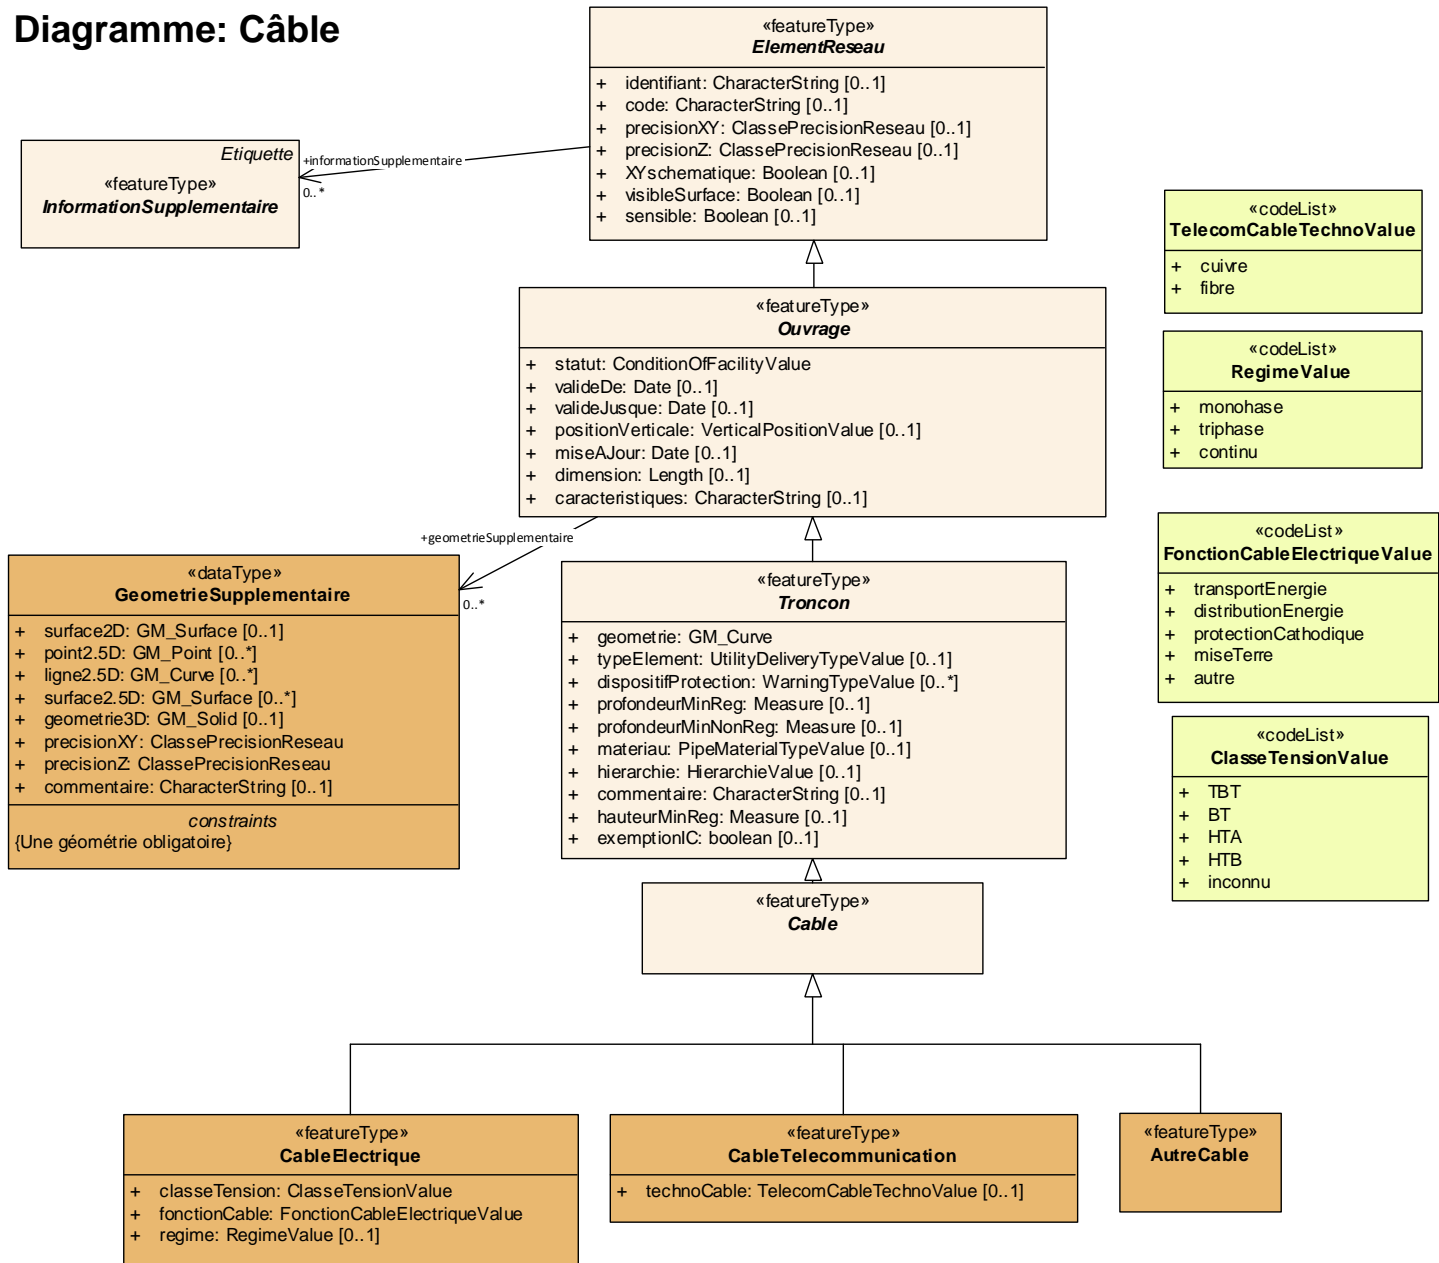 Diagramme: Câble
«featureType»
ElementReseau
+ identifiant: CharacterString [0..1]
+ code: CharacterString [0..1]
+ precisionXY: ClassePrecisionReseau [0..1]
+ precisionZ: ClassePrecisionReseau [0..1]
+ XYschematique: Boolean [0..1]
+ visibleSurface: Boolean [0..1]
+ sensible: Boolean [0..1]
Etiquette
«featureType»
InformationSupplementaire
+informationSupplementaire
0..*
«featureType»
Ouvrage
+ statut: ConditionOfFacilityValue
+ valideDe: Date [0..1]
+ valideJusque: Date [0..1]
+ positionVerticale: VerticalPositionValue [0..1]
+ miseAJour: Date [0..1]
+ dimension: Length [0..1]
+ caracteristiques: CharacterString [0..1]
+geometrieSupplementaire
0..*
«dataType»
GeometrieSupplementaire
+ surface2D: GM_Surface [0..1]
+ point2.5D: GM_Point [0..*]
+ ligne2.5D: GM_Curve [0..*]
+ surface2.5D: GM_Surface [0..*]
+ geometrie3D: GM_Solid [0..1]
+ precisionXY: ClassePrecisionReseau
+ precisionZ: ClassePrecisionReseau
+ commentaire: CharacterString [0..1]
constraints
{Une géométrie obligatoire}
«featureType»
Troncon
+ geometrie: GM_Curve
+ typeElement: UtilityDeliveryTypeValue [0..1]
+ dispositifProtection: WarningTypeValue [0..*]
+ profondeurMinReg: Measure [0..1]
+ profondeurMinNonReg: Measure [0..1]
+ materiau: PipeMaterialTypeValue [0..1]
+ hierarchie: HierarchieValue [0..1]
+ commentaire: CharacterString [0..1]
+ hauteurMinReg: Measure [0..1]
+ exemptionIC: boolean [0..1]
«featureType»
Cable
«featureType»
CableElectrique
+ classeTension: ClasseTensionValue
+ fonctionCable: FonctionCableElectriqueValue
+ regime: RegimeValue [0..1]
«featureType»
CableTelecommunication
+ technoCable: TelecomCableTechnoValue [0..1]
«featureType»
AutreCable
«codeList»
TelecomCableTechnoValue
+ cuivre
+ fibre
«codeList»
RegimeValue
+ monohase
+ triphase
+ continu
«codeList»
FonctionCableElectriqueValue
+ transportEnergie
+ distributionEnergie
+ protectionCathodique
+ miseTerre
+ autre
«codeList»
ClasseTensionValue
+ TBT
+ BT
+ HTA
+ HTB
+ inconnu